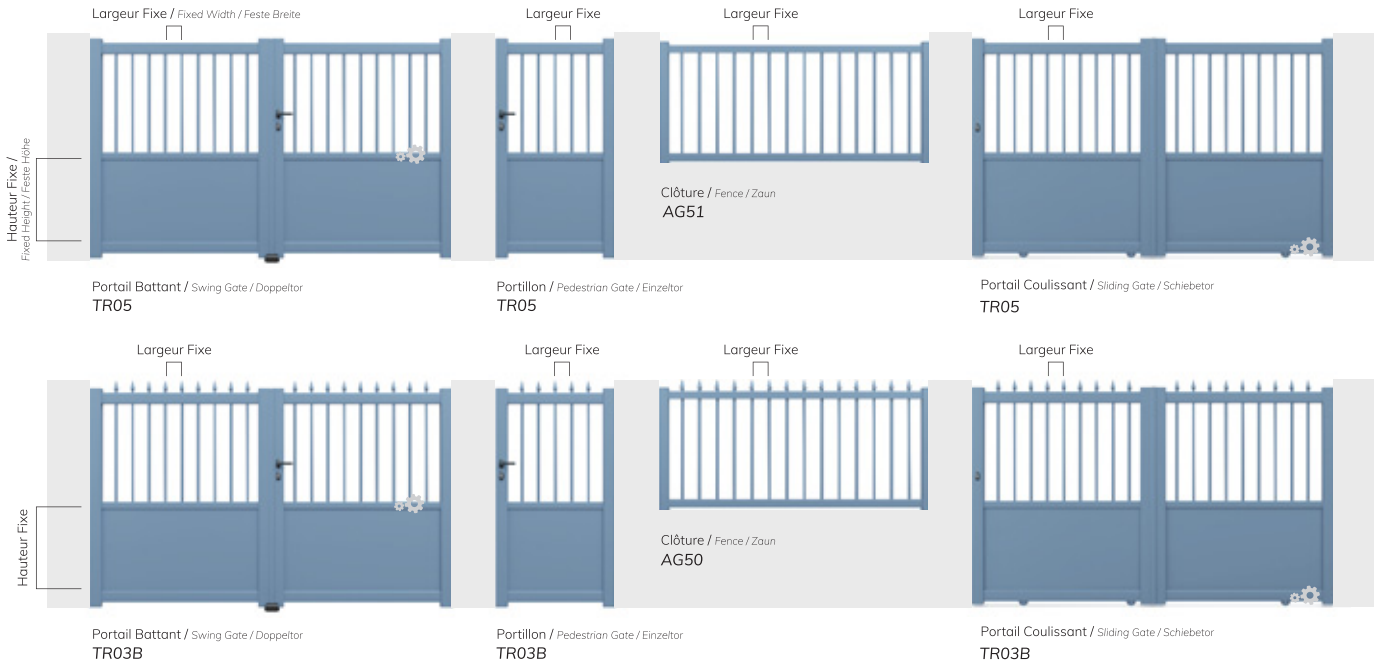 Largeur Fixe / Fixed Width / Feste Breite
Largeur Fixe
Largeur Fixe
Largeur Fixe
Hauteur Fixe /
Fixed Height / Feste Höhe
Clôture / Fence / Zaun
AG51
Portail Battant / Swing Gate / Doppeltor
TR05
Portillon / Pedestrian Gate / Einzeltor
TR05
Portail Coulissant / Sliding Gate / Schiebetor
TR05
Largeur Fixe
Largeur Fixe
Largeur Fixe
Largeur Fixe
Hauteur Fixe
Clôture / Fence / Zaun
AG50
Portail Battant / Swing Gate / Doppeltor
TR03B
Portillon / Pedestrian Gate / Einzeltor
TR03B
Portail Coulissant / Sliding Gate / Schiebetor
TR03B